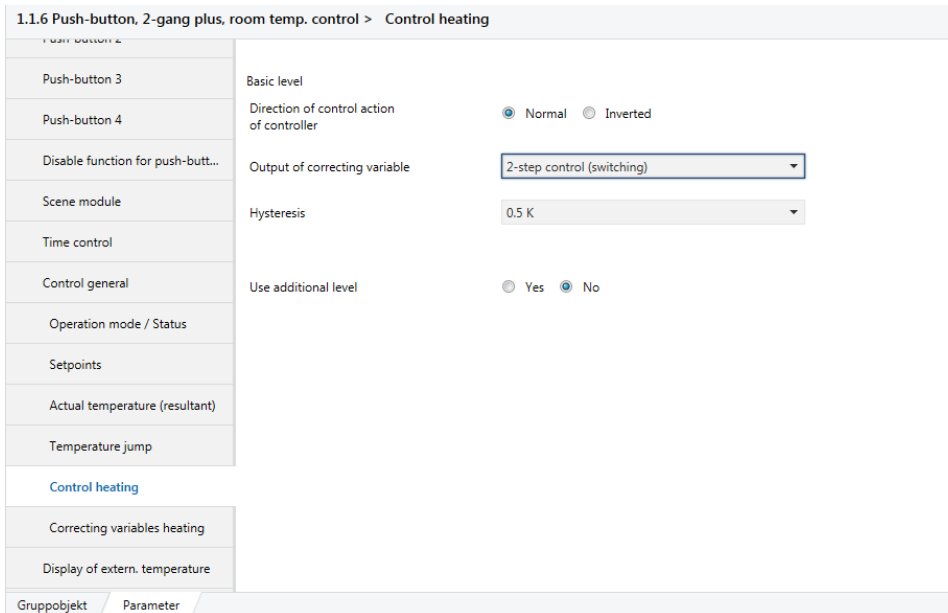 1.1.6 Push-button, 2-gang plus, room temp. control > Control heating
Push-button 2
Push-button 3
Push-button 4
Disable function for push-butt...
Scene module
Time control
Control general
Operation mode / Status
Setpoints
Actual temperature (resultant)
Temperature jump
Control heating
Correcting variables heating
Display of extern. temperature
Basic level
Direction of control action
of controller
Normal Inverted
Output of correcting variable
2-step control (switching)
Hysteresis
0.5 K
Use additional level
Yes No
Gruppobjekt Parameter